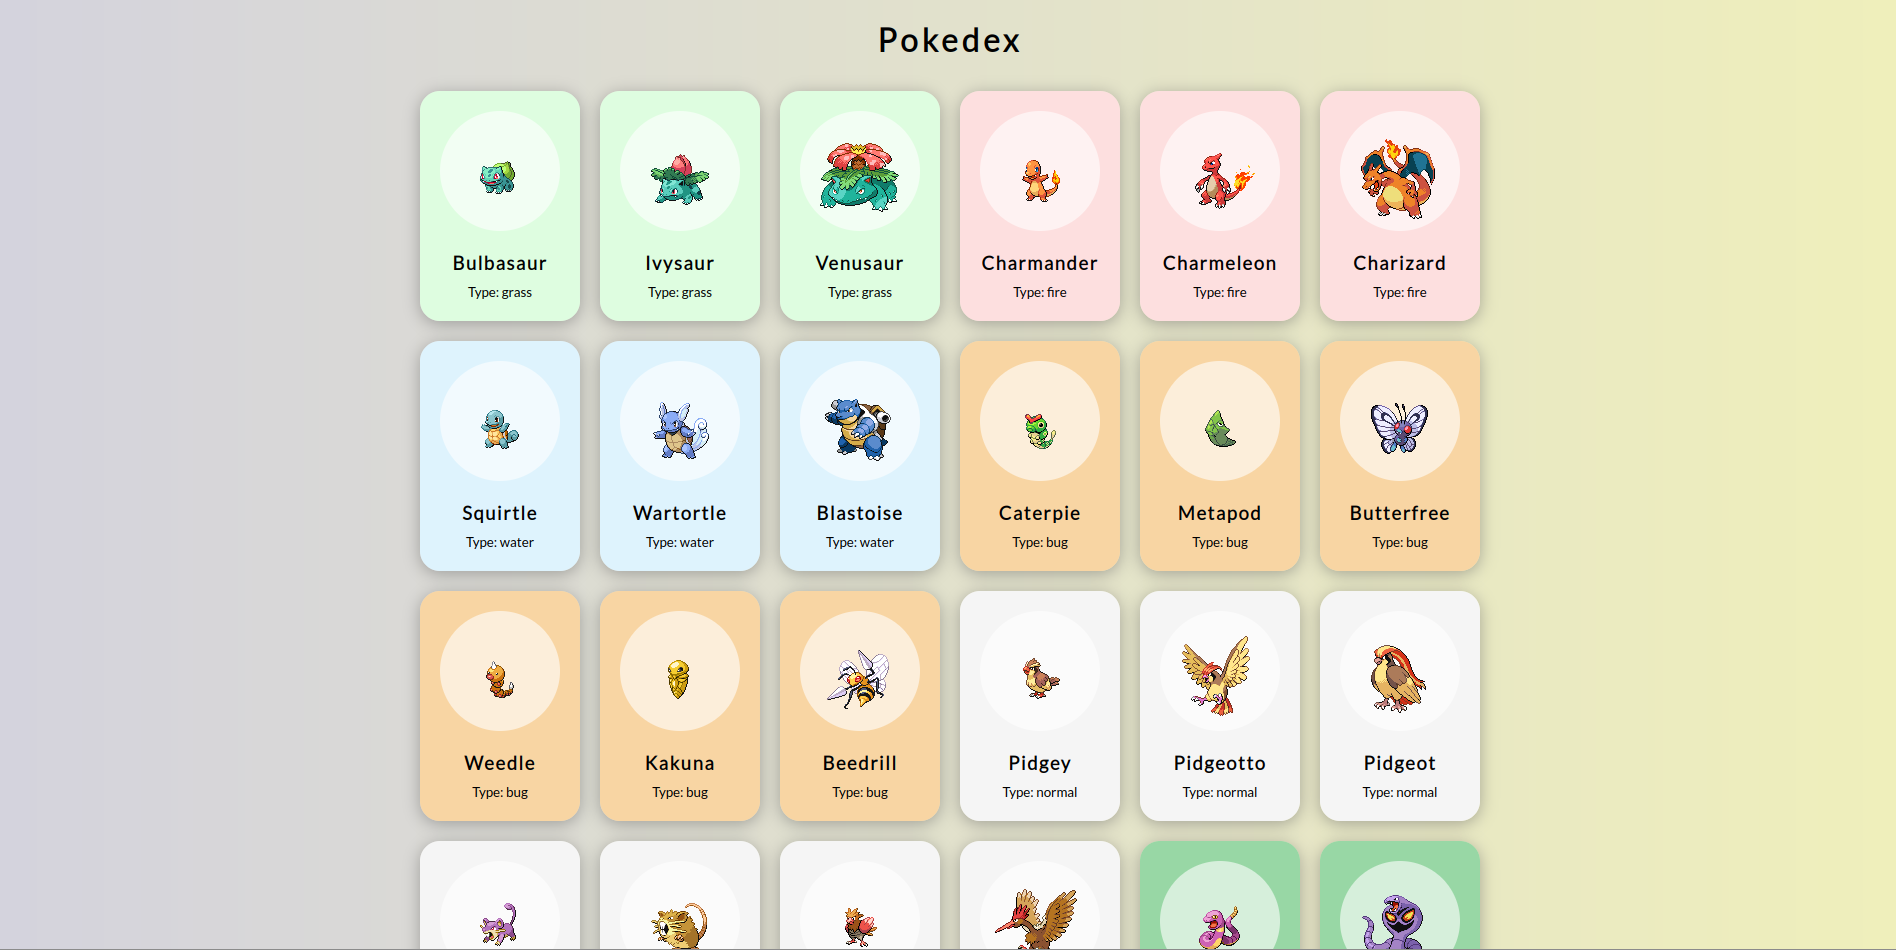 Pokedex
Bulbasaur
Type: grass
Ivysaur
Type: grass
Venusaur
Type: grass
Charmander
Type: fire
Charmeleon
Type: fire
Charizard
Type: fire
Squirtle
Type: water
Wartortle
Type: water
Blastoise
Type: water
Caterpie
Type: bug
Metapod
Type: bug
Butterfree
Type: bug
Weedle
Type: bug
Kakuna
Type: bug
Beedrill
Type: bug
Pidgey
Type: normal
Pidgeotto
Type: normal
Pidgeot
Type: normal